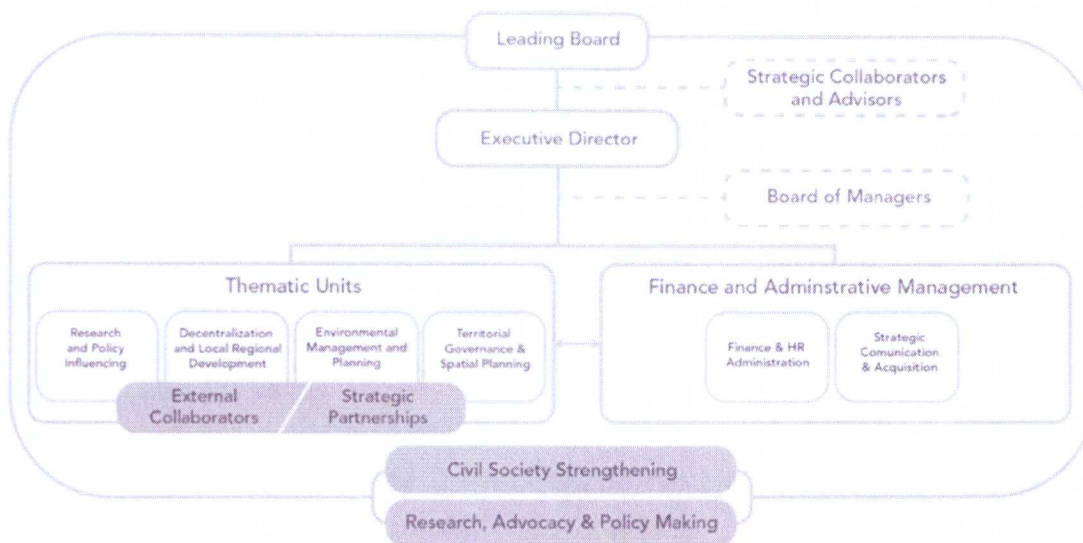 Leading Board
Strategic Collaborators
and Advisors
Executive Director
Board of Managers
Thematic Units
Research
and Policy
Influencing
Decentralization
and Local Regional
Development
Environmental
Management and
Planning
Territorial
Governance &
Spatial Planning
External
Collaborators
Strategic
Partnerships
Finance and Adminstrative Management
Finance & HR
Administration
Strategic
Comunication
& Acquisition
Civil Society Strengthening
Research, Advocacy & Policy Making